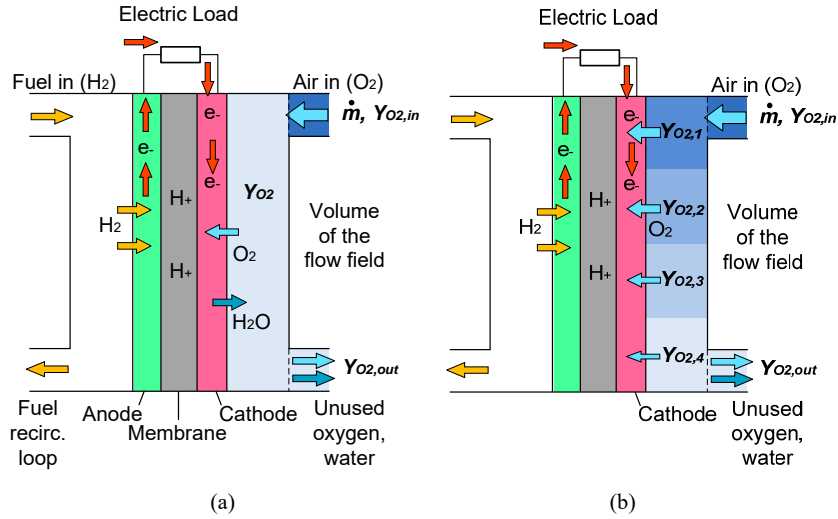 Electric Load
Fuel in (H2)
Air in (O2)
ṁ, YO2,in
e-
e-
e-
YO2
H+
H2
Volume
of the
flow field
O2
H+
H2O
YO2,out
Fuel
recirc.
loop
Anode
Membrane
Cathode
Unused
oxygen,
water
(a)
Electric Load
Air in (O2)
ṁ, YO2,in
e-
YO2,1
e-
e-
H+
YO2,2
H2
O2
Volume
of the
flow field
H+
YO2,3
YO2,4
YO2,out
Cathode
Unused
oxygen,
water
(b)